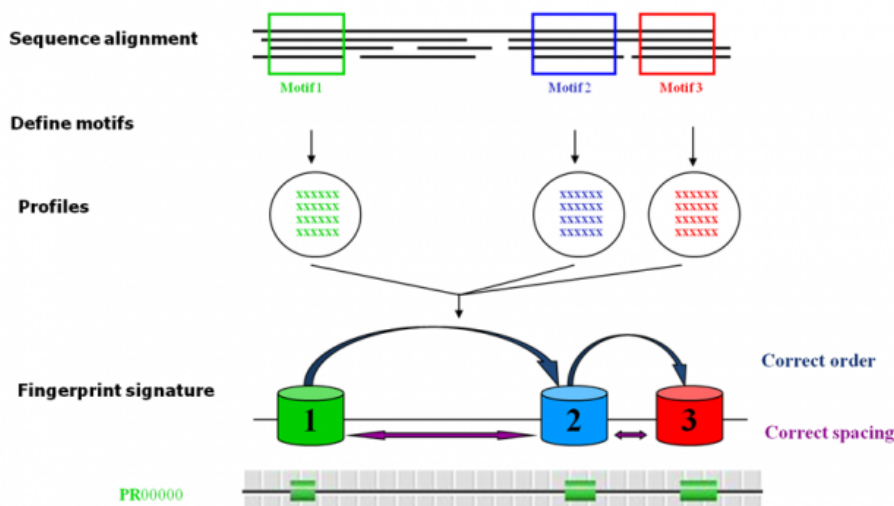 Sequence alignment
Motif 1
Motif 2
Motif 3
Define motifs
Profiles
xxxxxx xxxxxx xxxxxx
xxxxxx xxxxxx xxxxxx
xxxxxx xxxxxx xxxxxx
xxxxxx xxxxxx xxxxxx
Correct order
Fingerprint signature
1
2
3
Correct spacing
PR00000